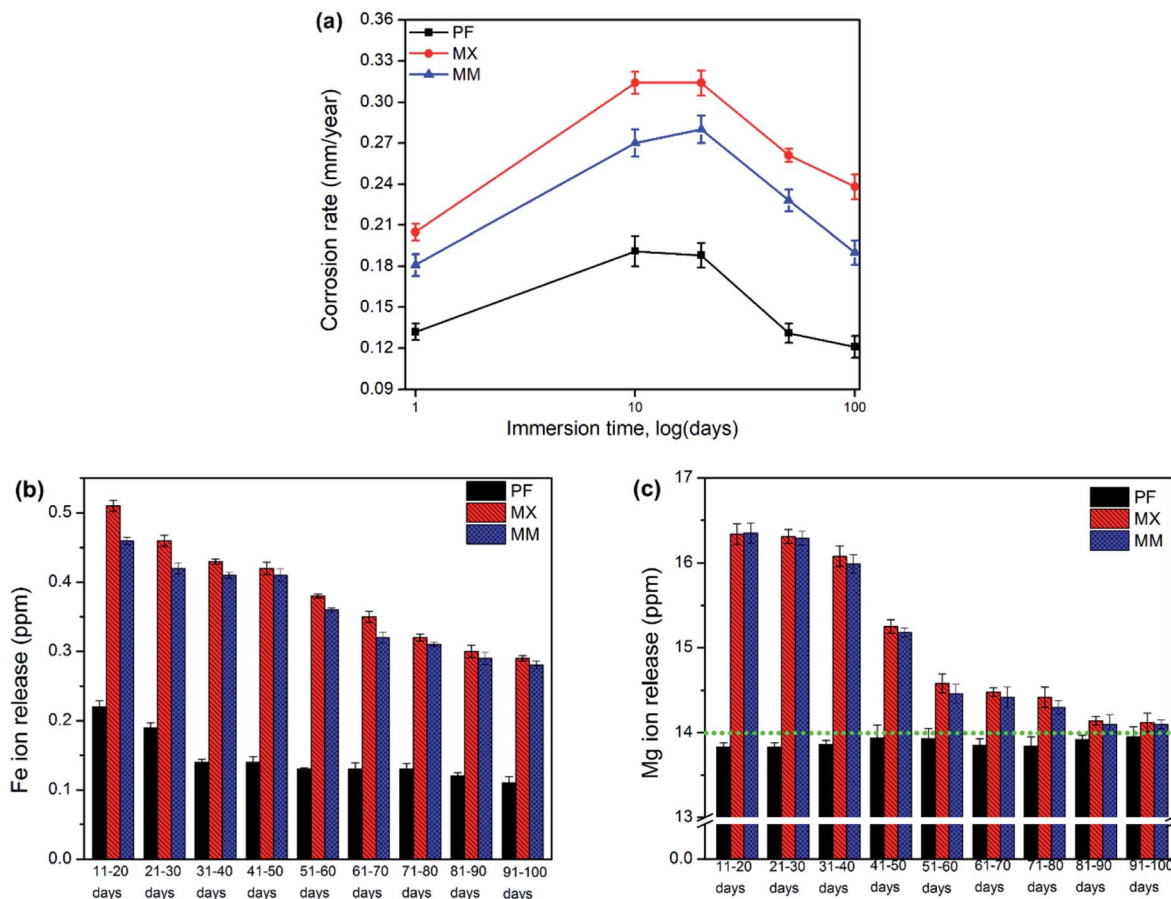 (a)
PF
MX
MM
0.36
0.33
0.30
0.27
0.24
0.21
0.18
0.15
0.12
0.09
Corrosion rate (mm/year)
1 10 100
Immersion time, log(days)
(b)
PF
MX
MM
0.5
0.4
0.3
0.2
0.1
0.0
Fe ion release (ppm)
11-20 21-30 31-40 41-50 51-60 61-70 71-80 81-90 91-100
days days days days days days days days days
(c)
PF
MX
MM
17
16
15
14
13
0.0
Mg ion release (ppm)
11-20 21-30 31-40 41-50 51-60 61-70 71-80 81-90 91-100
days days days days days days days days days